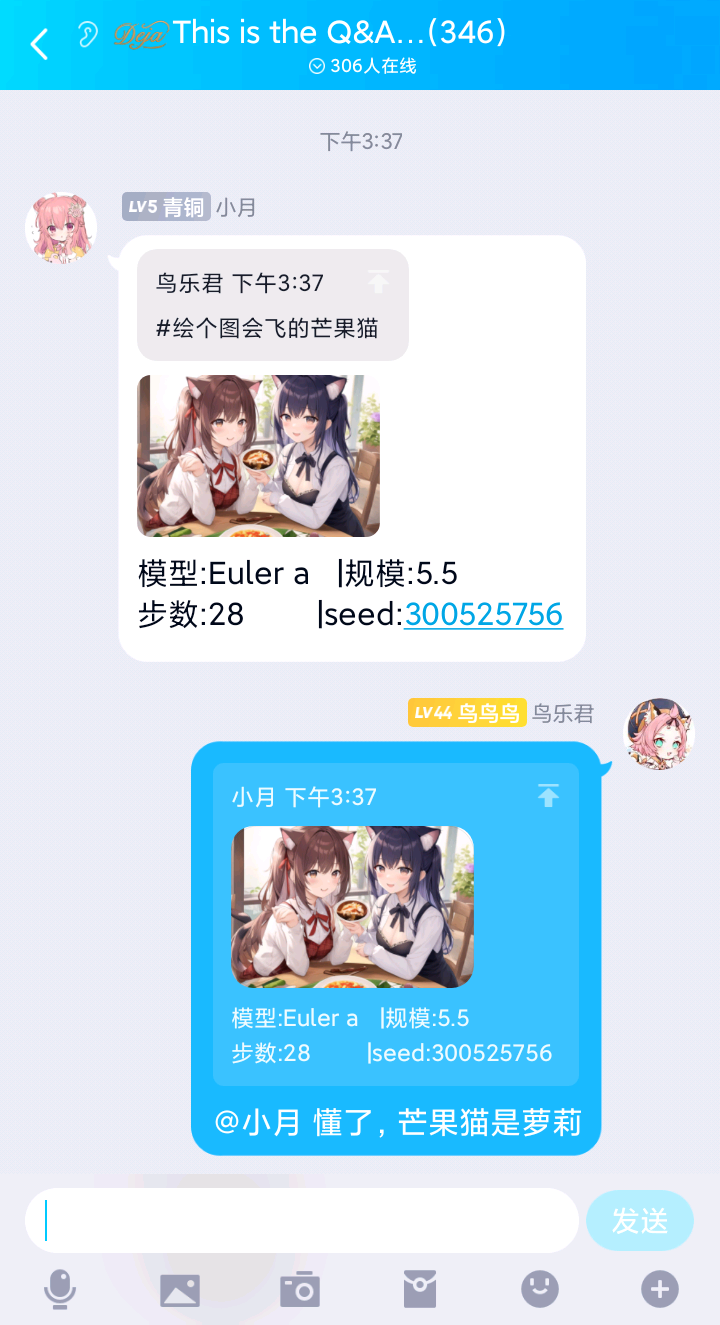 Deja This is the Q&A...(346)
306人在线
下午3:37
LV5 青铜 小月
鸟乐君 下午3:37
#绘个图会飞的芒果猫
模型:Euler a |规模:5.5
步数:28 |seed:300525756
LV44 鸟鸟鸟 鸟乐君
小月 下午3:37
模型:Euler a |规模:5.5
步数:28 |seed:300525756
@小月 懂了, 芒果猫是萝莉
发送